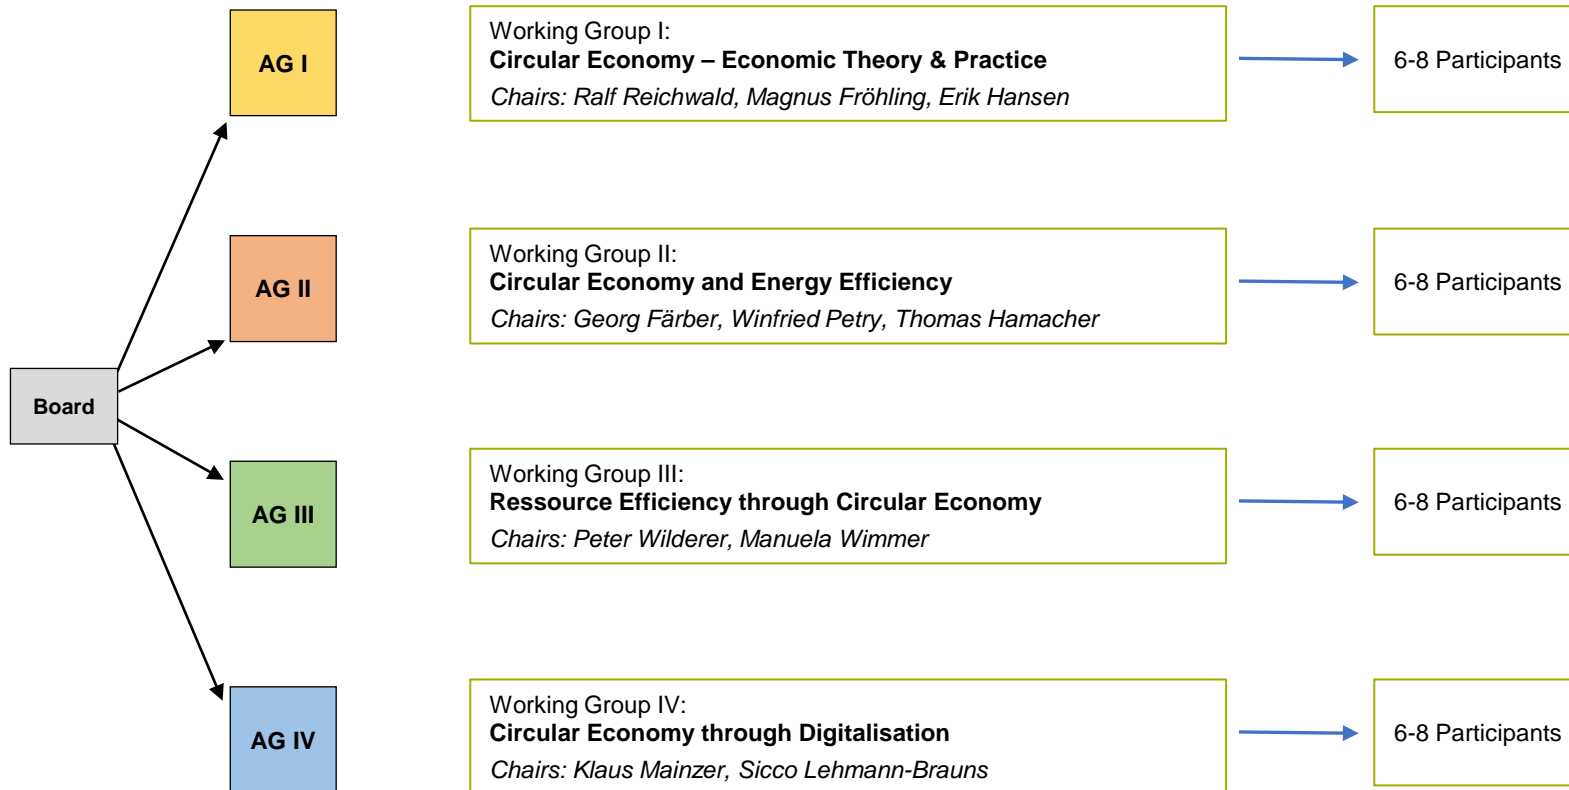 AG I
Working Group I:
Circular Economy – Economic Theory & Practice
Chairs: Ralf Reichwald, Magnus Fröhling, Erik Hansen
6-8 Participants
AG II
Working Group II:
Circular Economy and Energy Efficiency
Chairs: Georg Färber, Winfried Petry, Thomas Hamacher
6-8 Participants
Board
AG III
Working Group III:
Ressource Efficiency through Circular Economy
Chairs: Peter Wilderer, Manuela Wimmer
6-8 Participants
AG IV
Working Group IV:
Circular Economy through Digitalisation
Chairs: Klaus Mainzer, Sicco Lehmann-Brauns
6-8 Participants